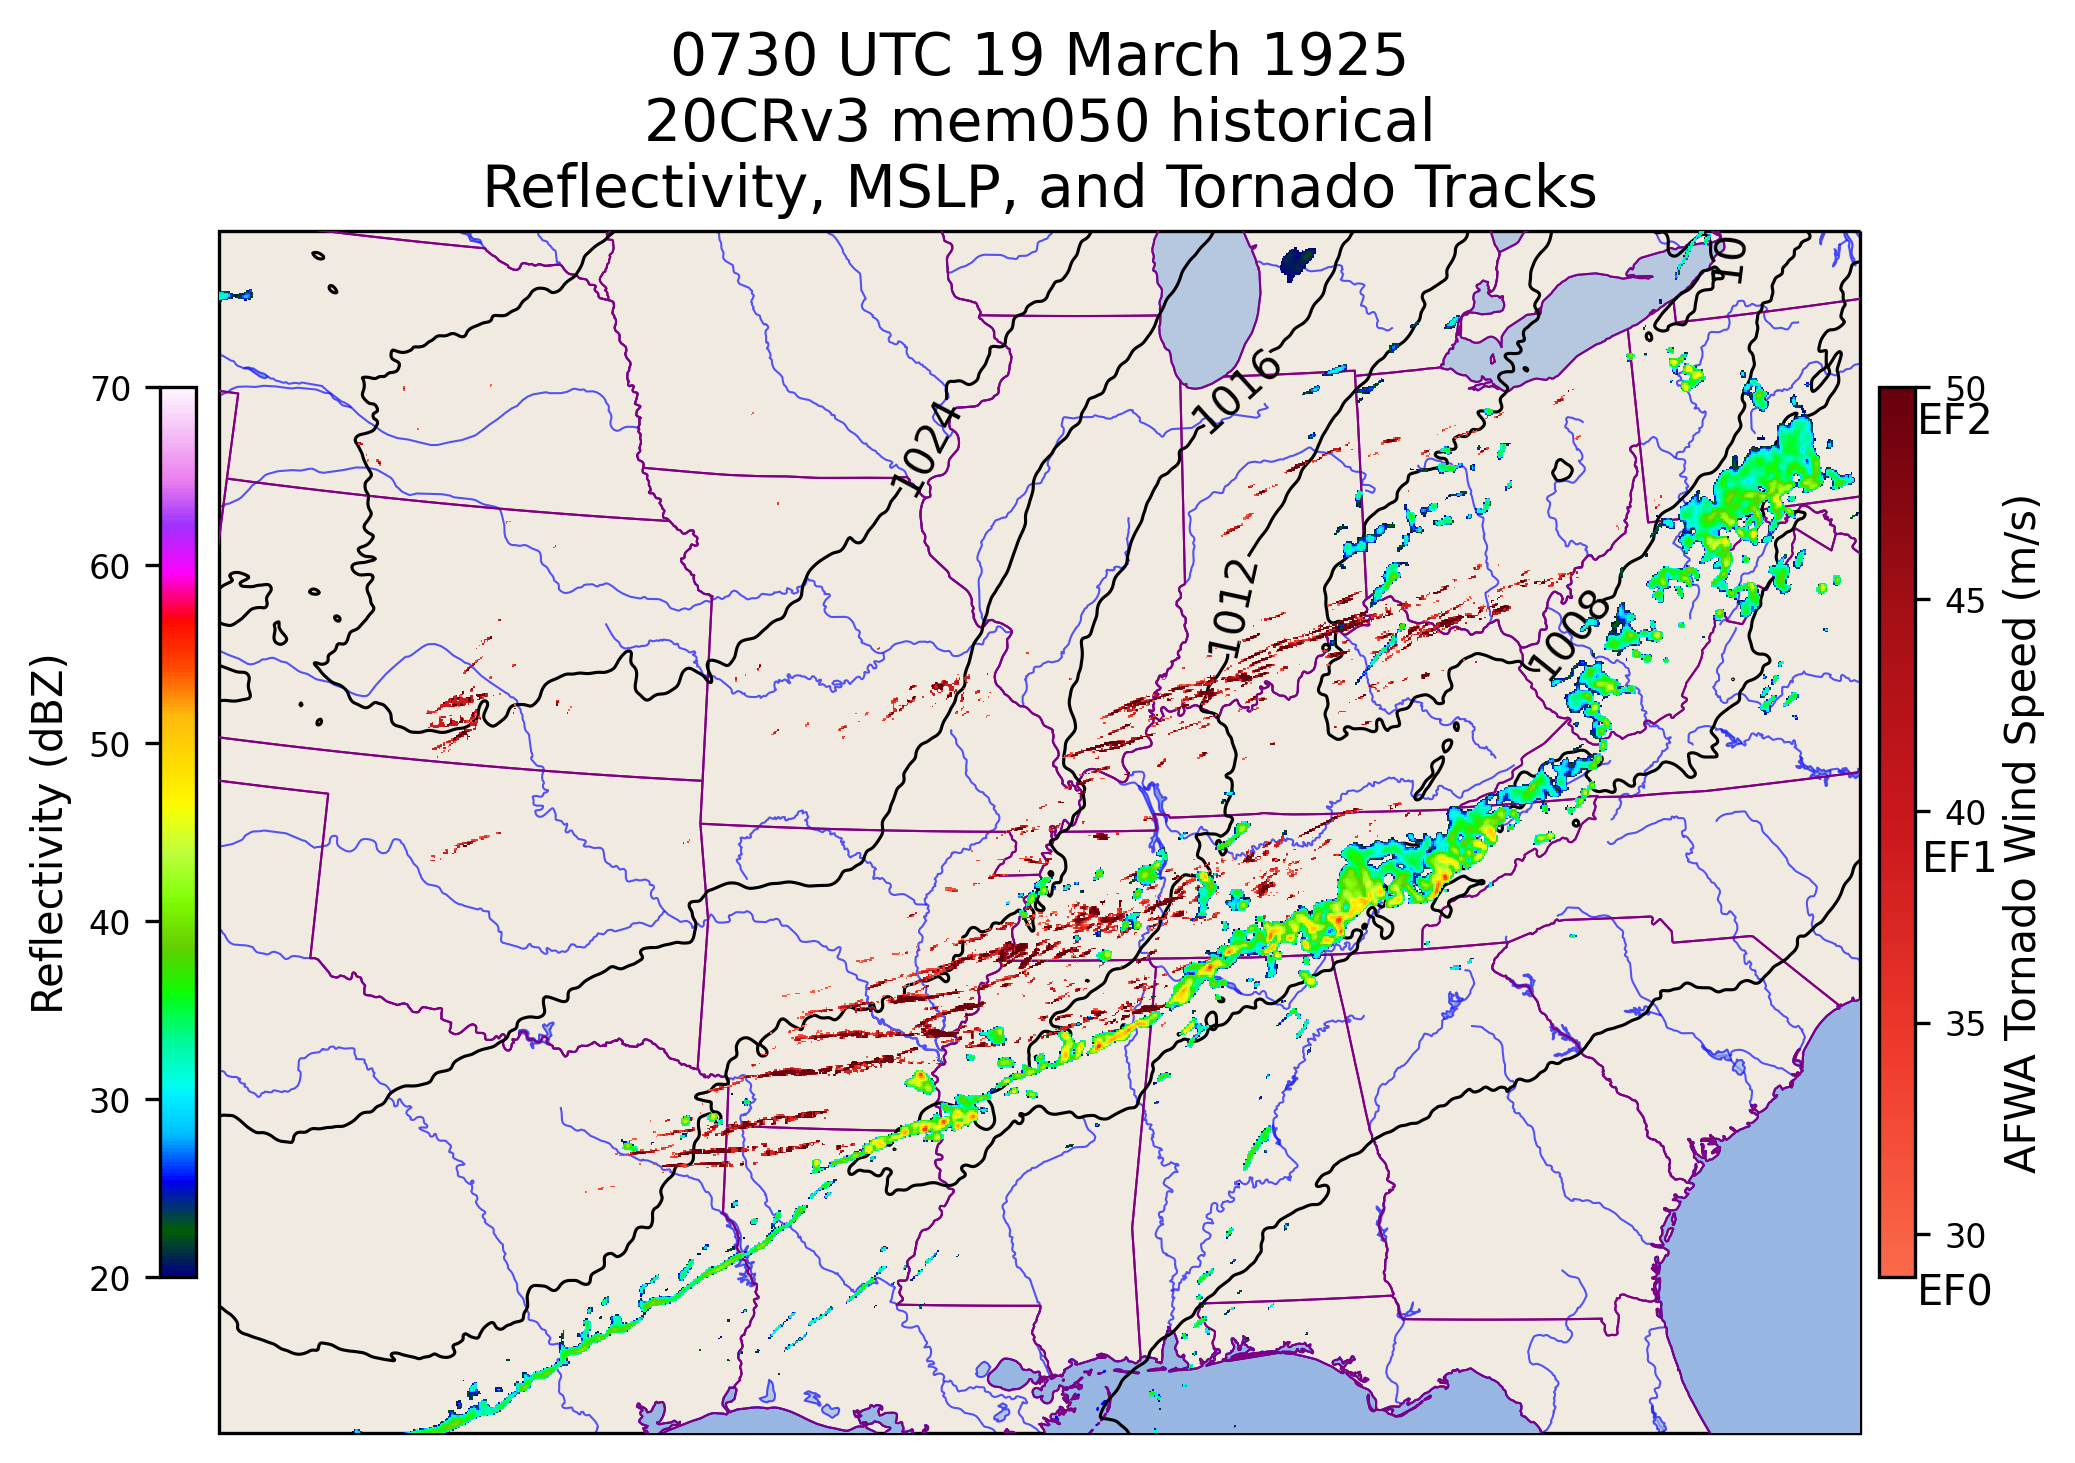 0730 UTC 19 March 1925
20CRv3 mem050 historical
Reflectivity, MSLP, and Tornado Tracks
Reflectivity (dBZ)
70
60
50
40
30
20
1024
1016
1012
1008
10
50
EF2
45
40
EF1
35
30
EF0
AFWA Tornado Wind Speed (m/s)